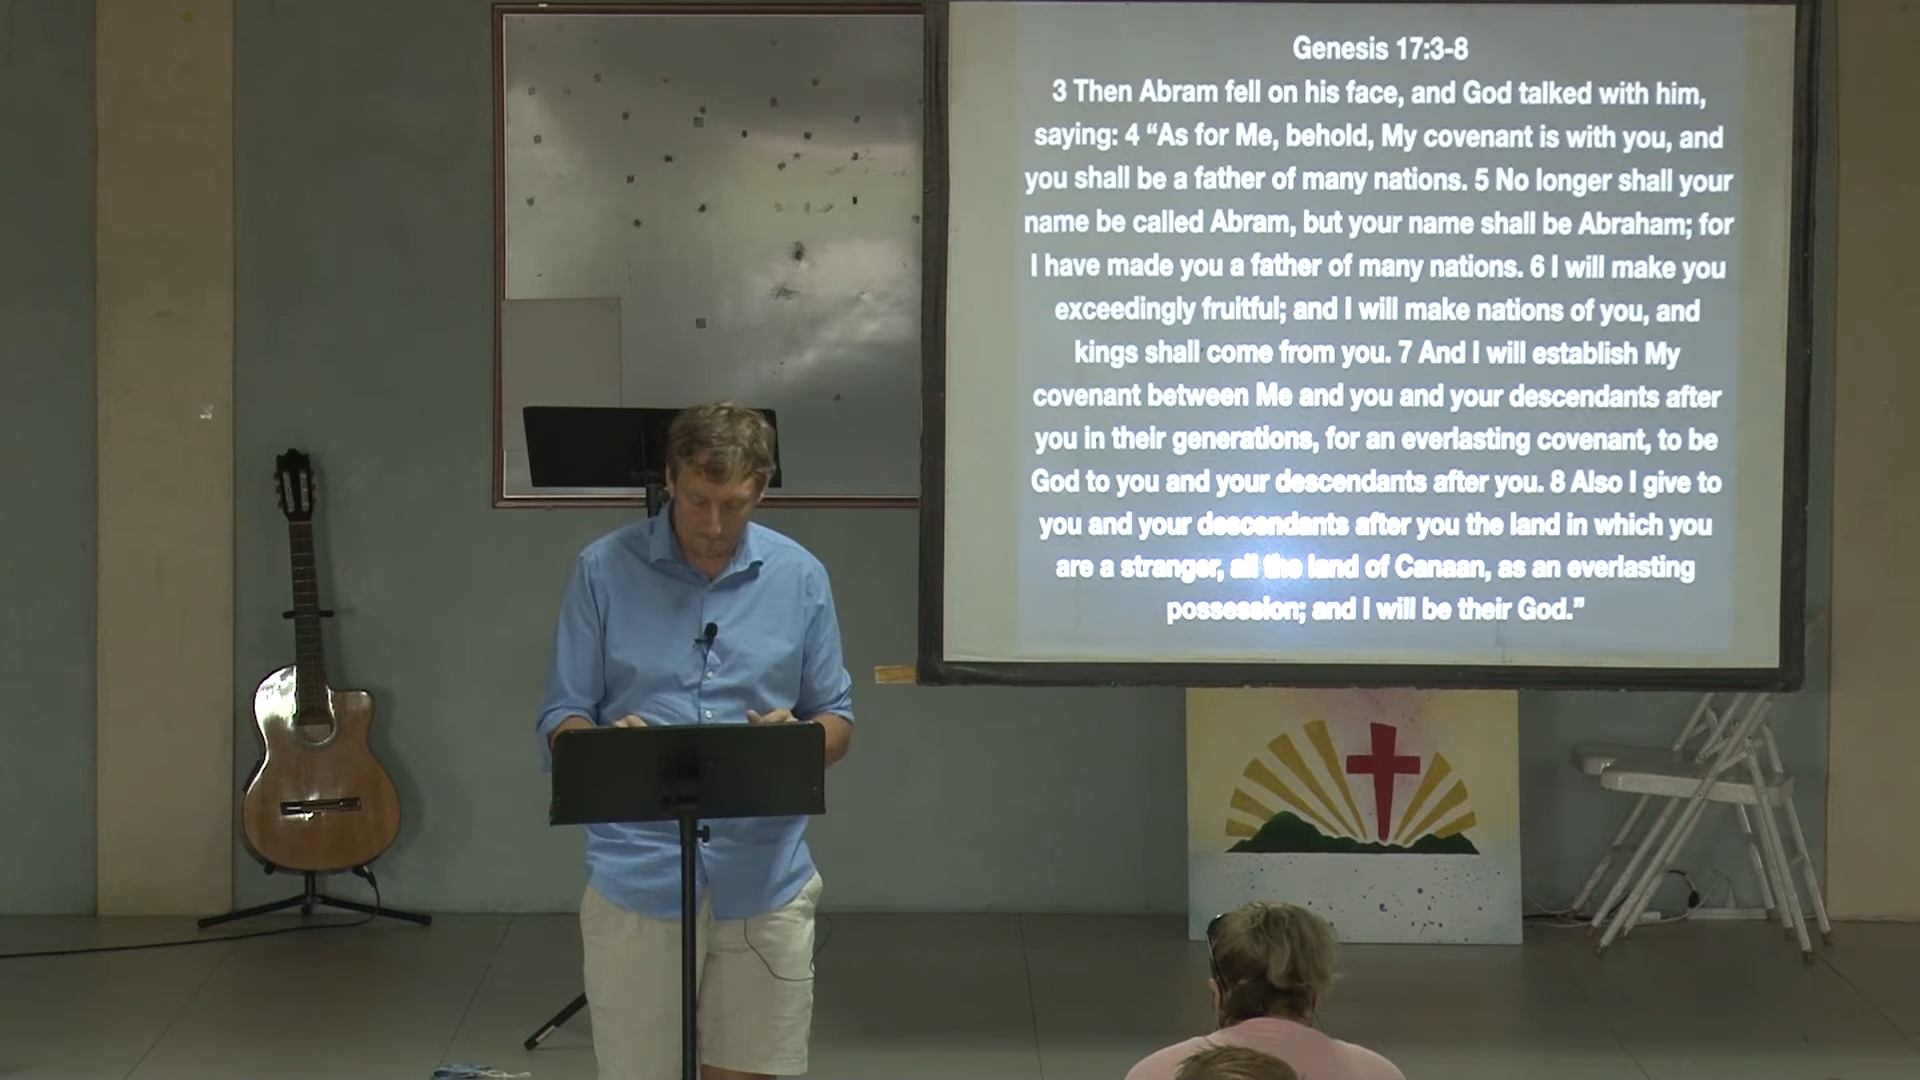 Genesis 17:3-8
3 Then Abram fell on his face, and God talked with him,
saying: 4 “As for Me, behold, My covenant is with you, and
you shall be a father of many nations. 5 No longer shall your
name be called Abram, but your name shall be Abraham; for
I have made you a father of many nations. 6 I will make you
exceedingly fruitful; and I will make nations of you, and
kings shall come from you. 7 And I will establish My
covenant between Me and you and your descendants after
you in their generations, for an everlasting covenant, to be
God to you and your descendants after you. 8 Also I give to
you and your descendants after you the land in which you
are a stranger, all the land of Canaan, as an everlasting
possession; and I will be their God.”